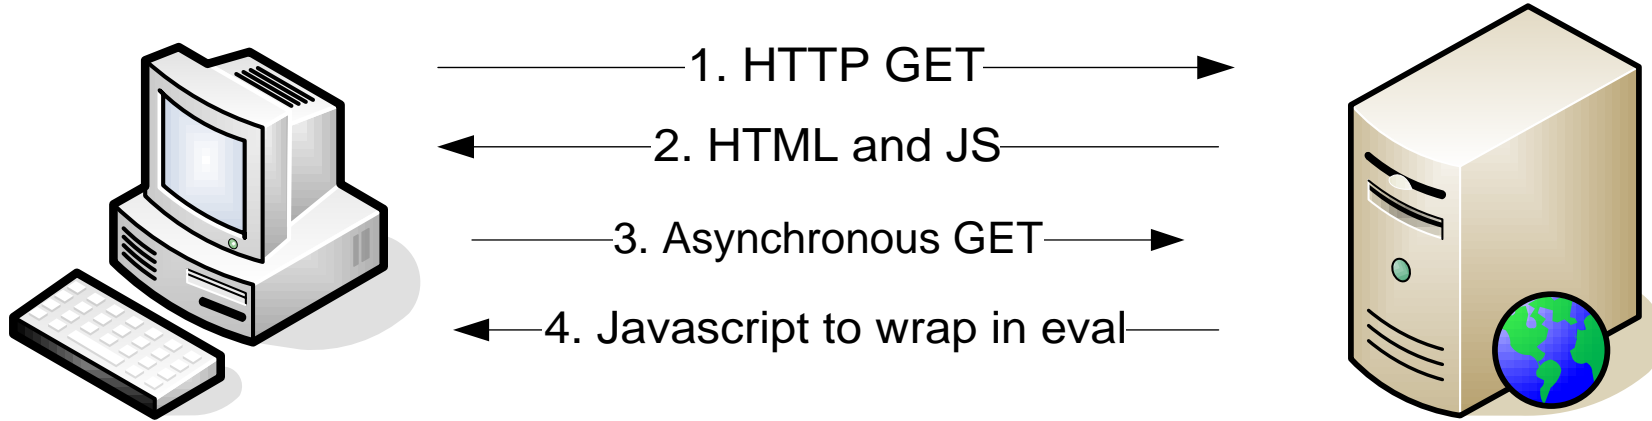 1. HTTP GET
2. HTML and JS
3. Asynchronous GET
4. Javascript to wrap in eval